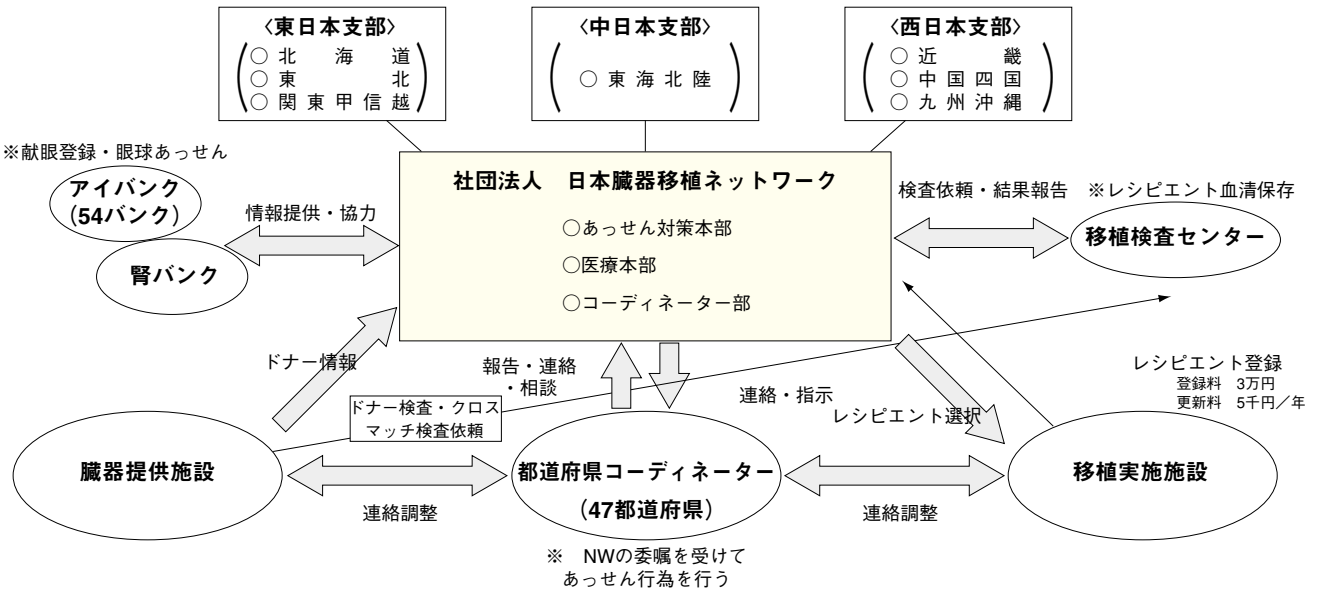 〈東日本支部〉
○ 北海道
○ 東北
○ 関東甲信越
〈中日本支部〉
○ 東海北陸
〈西日本支部〉
○ 近畿
○ 中国四国
○ 九州沖縄
※献眼登録・眼球あっせん
アイバンク
(54バンク)
腎バンク
情報提供・協力
社団法人　日本臓器移植ネットワーク
○あっせん対策本部
○医療本部
○コーディネーター部
検査依頼・結果報告
※レシピエント血清保存
移植検査センター
ドナー情報
報告・連絡
・相談
連絡・指示
レシピエント選択
レシピエント登録
登録料　3万円
更新料　5千円／年
ドナー検査・クロス
マッチ検査依頼
臓器提供施設
連絡調整
都道府県コーディネーター
(47都道府県)
連絡調整
移植実施施設
※　NWの委嘱を受けて
あっせん行為を行う